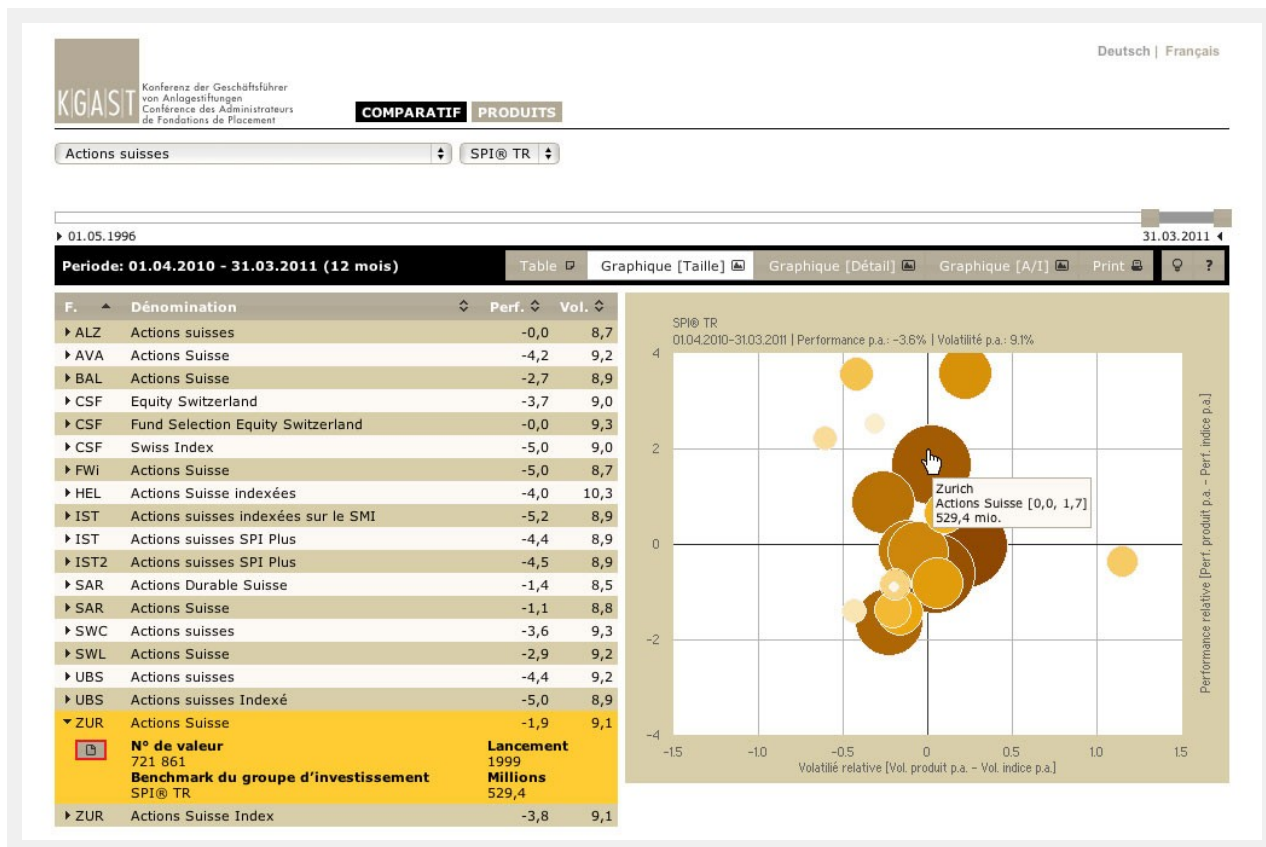 Deutsch | Français
K|G|A|S|T
Konferenz der Geschäftsführer
von Anlagestiftungen
Conférence des Administrateurs
de Fondations de Placement
COMPARATIF PRODUITS
Actions suisses SPI® TR
01.05.1996 31.03.2011
Periode: 01.04.2010 - 31.03.2011 (12 mois) Table Graphique [Taille] Graphique [Détail] Graphique [A/I] Print ?
F. Dénomination Perf. Vol.
ALZ Actions suisses -0,0 8,7
AVA Actions Suisse -4,2 9,2
BAL Actions Suisse -2,7 8,9
CSF Equity Switzerland -3,7 9,0
CSF Fund Selection Equity Switzerland -0,0 9,3
CSF Swiss Index -5,0 9,0
FWi Actions Suisse -5,0 8,7
HEL Actions Suisse indexées -4,0 10,3
IST Actions suisses indexées sur le SMI -5,2 8,9
IST Actions suisses SPI Plus -4,4 8,9
IST2 Actions suisses SPI Plus -4,5 8,9
SAR Actions Durable Suisse -1,4 8,5
SAR Actions Suisse -1,1 8,8
SWC Actions suisses -3,6 9,3
SWL Actions Suisse -2,9 9,2
UBS Actions suisses -4,4 9,2
UBS Actions suisses Indexé -5,0 8,9
ZUR Actions Suisse -1,9 9,1
N° de valeur Lancement
721 861 1999
Benchmark du groupe d'investissement Millions
SPI® TR 529,4
ZUR Actions Suisse Index -3,8 9,1
SPI® TR
01.04.2010-31.03.2011 | Performance p.a.: -3.6% | Volatilité p.a.: 9.1%
4
2
0
-2
-4
Zurich
Actions Suisse [0,0, 1,7]
529,4 mio.
-1.5 -1.0 -0.5 0 0.5 1.0 1.5
Volatilié relative [Vol. produit p.a. - Vol. indice p.a.]
Performance relative [Perf. produit p.a. - Perf. indice p.a.]